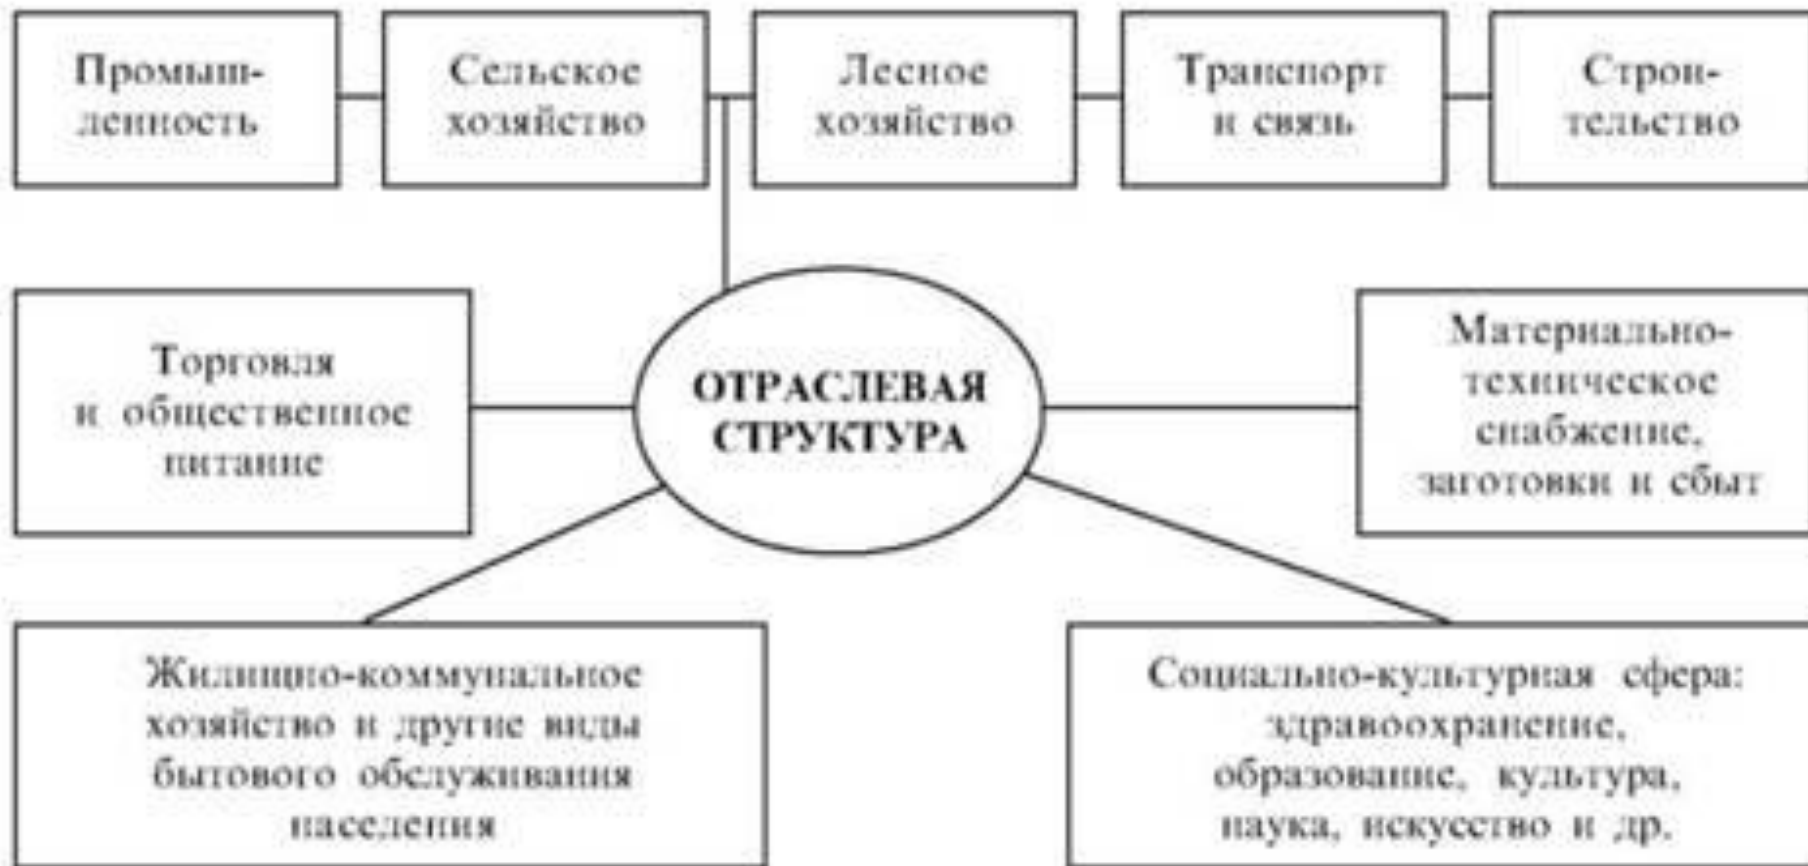 Промыш-
ленность
Сельское
хозяйство
Лесное
хозяйство
Транспорт
и связь
Строи-
тельство
Торговля
и общественное
питание
ОТРАСЛЕВАЯ
СТРУКТУРА
Материально-
техническое
снабжение,
заготовки и сбыт
Жилищно-коммунальное
хозяйство и другие виды
бытового обслуживания
населения
Социально-культурная сфера:
здравоохранение,
образование, культура,
наука, искусство и др.